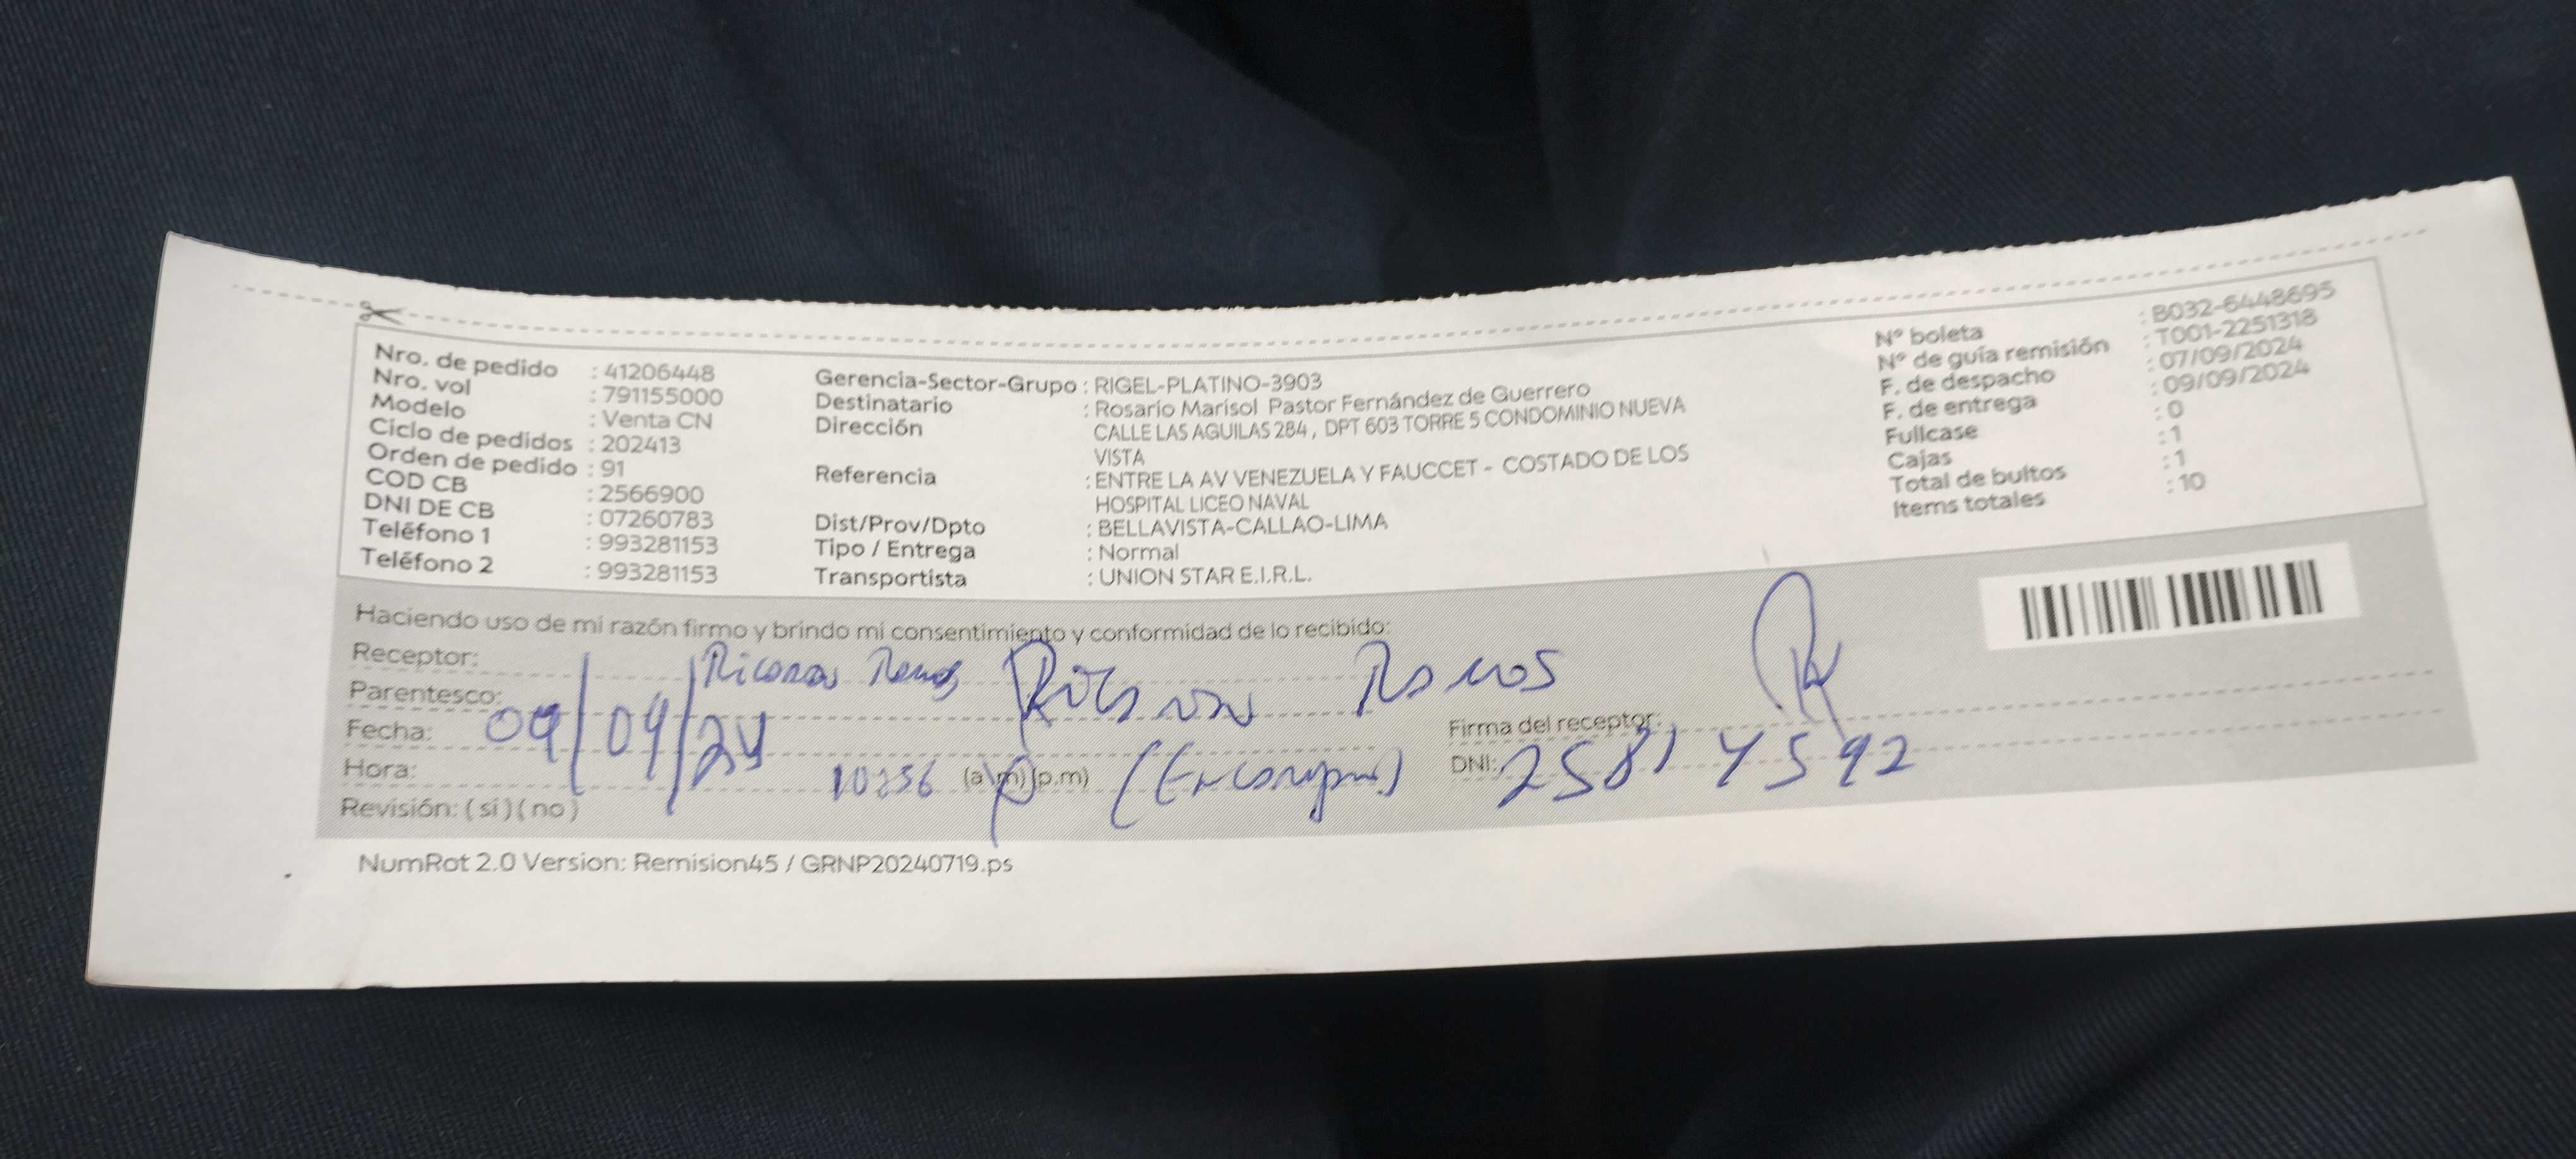 Nro. de pedido : 41206448
Nro. vol : 791155000
Modelo : Venta CN
Ciclo de pedidos : 202413
Orden de pedido : 91
COD CB : 2566900
DNI DE CB : 07260783
Teléfono 1 : 993281153
Teléfono 2 : 993281153
Gerencia-Sector-Grupo : RIGEL-PLATINO-3903
Destinatario : Rosario Marisol Pastor Fernández de Guerrero
Dirección : CALLE LAS AGUILAS 284 , DPT 603 TORRE 5 CONDOMINIO NUEVA
VISTA
Referencia : ENTRE LA AV VENEZUELA Y FAUCCET - COSTADO DE LOS
HOSPITAL LICEO NAVAL
Dist/Prov/Dpto : BELLAVISTA-CALLAO-LIMA
Tipo / Entrega : Normal
Transportista : UNION STAR E.I.R.L.
N° boleta : B032-6448695
N° de guía remisión : T001-2251318
F. de despacho : 07/09/2024
F. de entrega : 09/09/2024
Fullcase : 0
Cajas : 1
Total de bultos : 1
Items totales : 10
Haciendo uso de mi razón firmo y brindo mi consentimiento y conformidad de lo recibido:
Receptor: Ramos
Parentesco:
Fecha: 09/09/24
Hora: (a.m) (p.m)
Revisión: ( si ) ( no )
Firma del receptor:
DNI:
NumRot 2.0 Version: Remision45 / GRNP20240719.ps